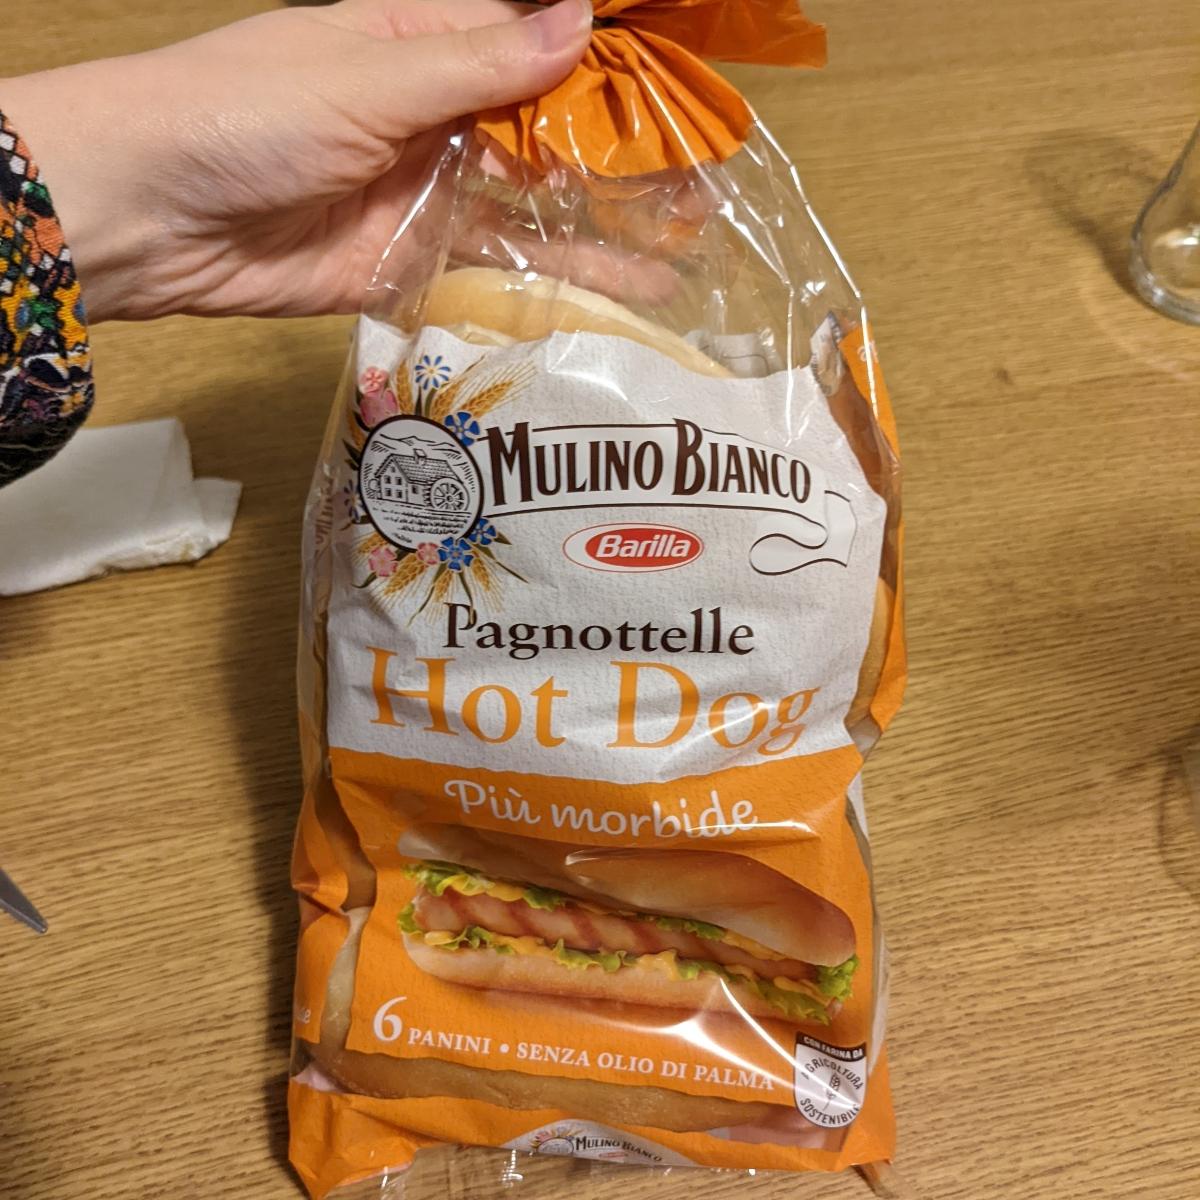 MULINO BIANCO
Barilla
Pagnottelle
Hot Dog
Più morbide
6 PANINI • SENZA OLIO DI PALMA
CON FARINA DA
AGRICOLTURA
SOSTENIBILE
MULINO BIANCO